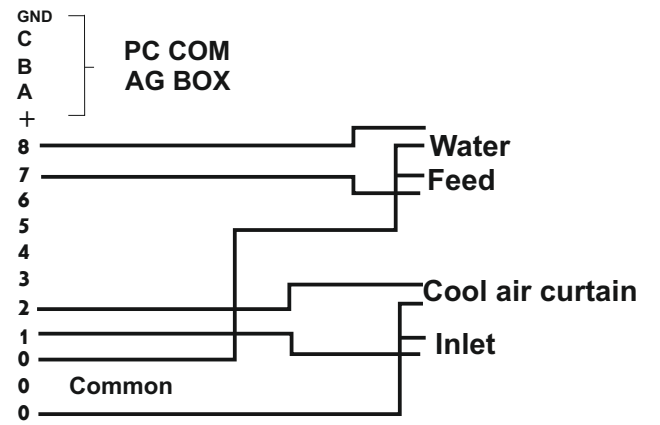 GND
C
B
A
+
PC COM
AG BOX
8
Water
7
Feed
6
5
4
3
Cool air curtain
2
1
Inlet
0
0 Common
0